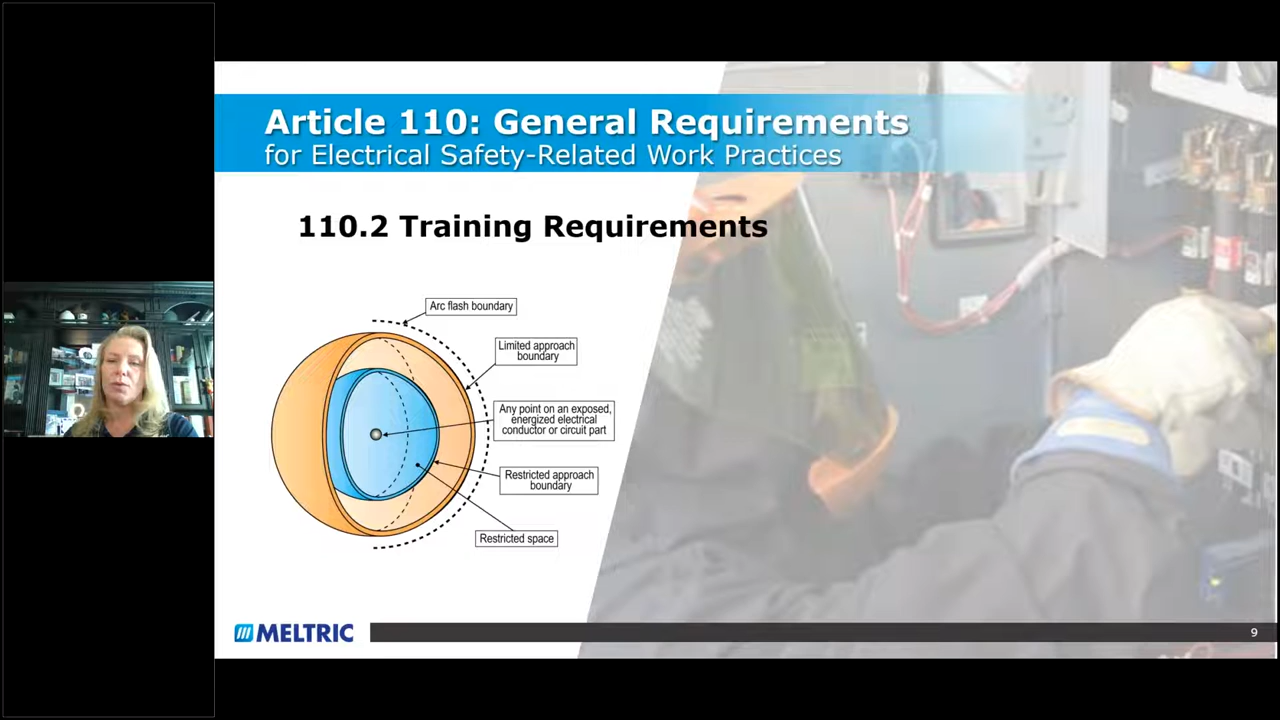 Article 110: General Requirements
for Electrical Safety-Related Work Practices
110.2 Training Requirements
Arc flash boundary
Limited approach
boundary
Any point on an exposed,
energized electrical
conductor or circuit part
Restricted approach
boundary
Restricted space
MELTRIC
9